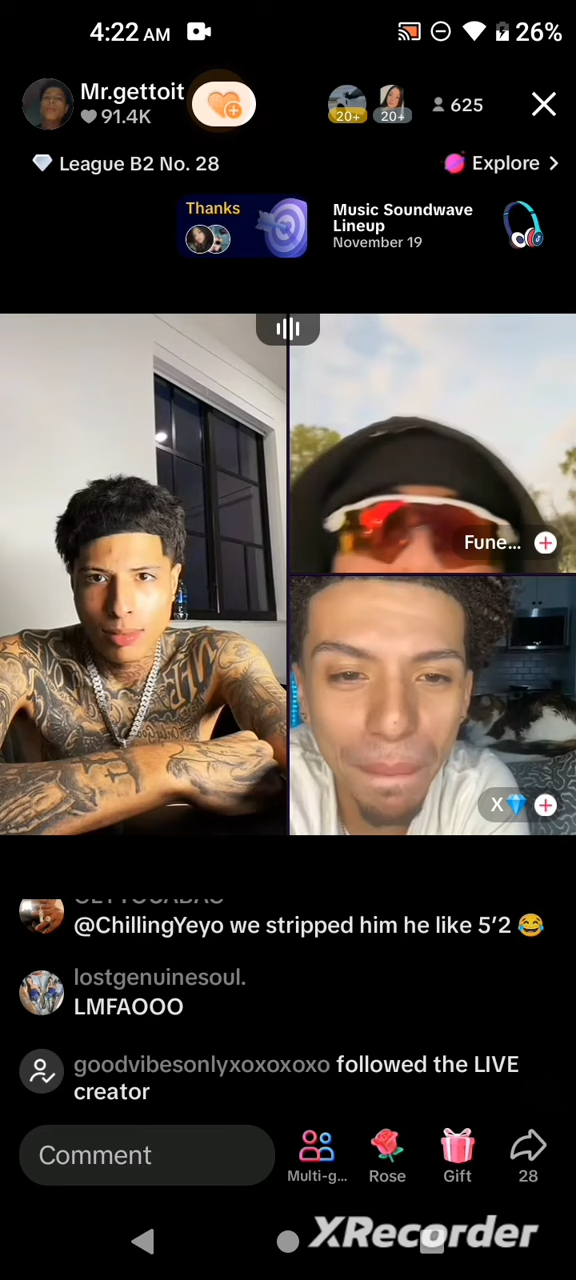 4:22 AM
26%
Mr.gettoit
91.4K
20+
20+
625
League B2 No. 28
Explore
Thanks
Music Soundwave
Lineup
November 19
Fune...
X💎
@ChillingYeyo we stripped him he like 5’2 😂
lostgenuinesoul.
LMFAOOO
goodvibesonlyxoxoxoxo followed the LIVE
creator
Comment
Multi-g...
Rose
Gift
28
XRecorder